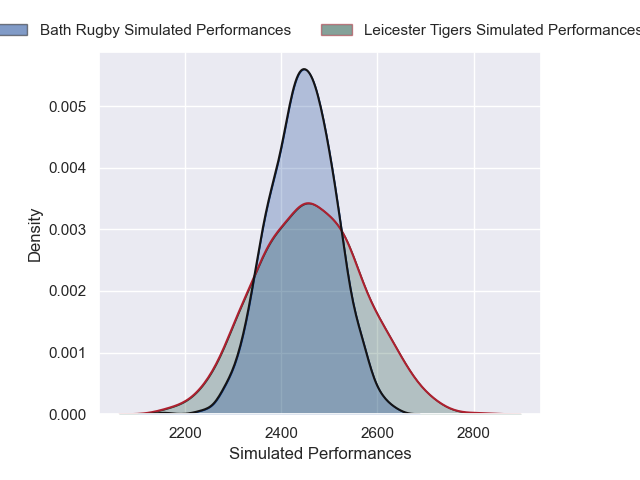 Bath Rugby Simulated Performances Leicester Tigers Simulated Performances
0.005
0.004
0.003
0.002
0.001
0.000
Density
2200 2400 2600 2800
Simulated Performances